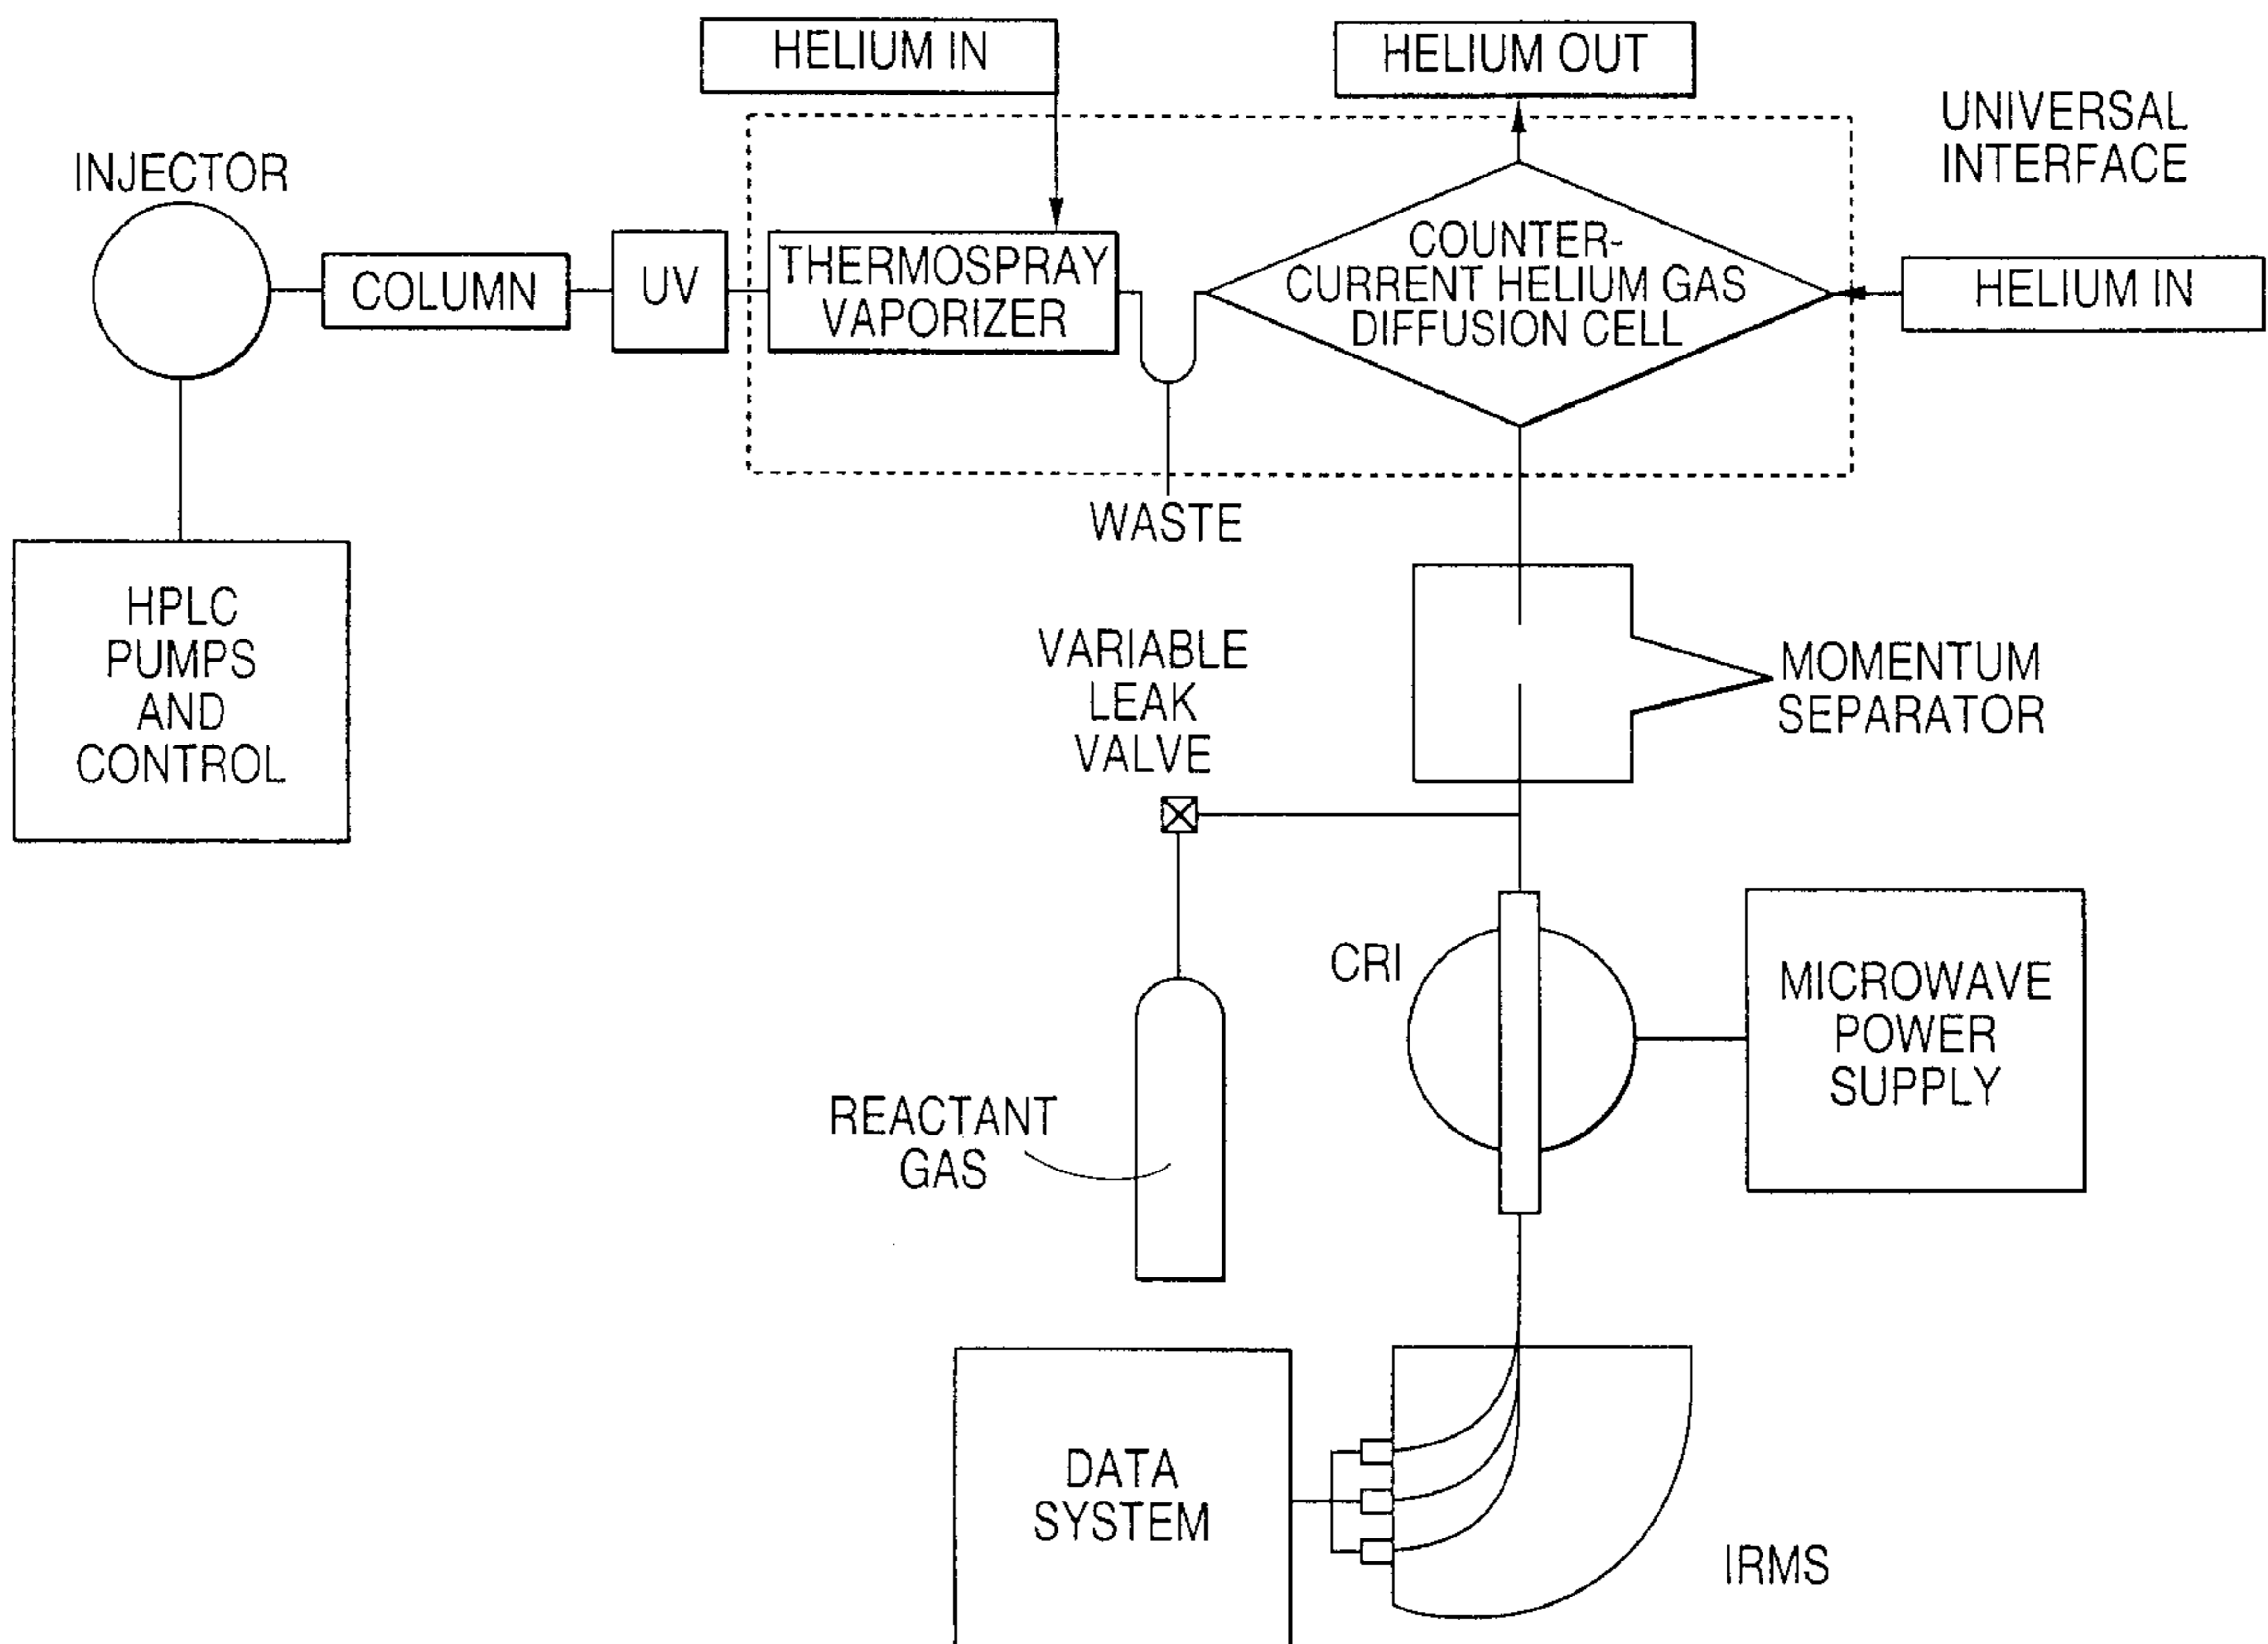 HELIUM IN
HELIUM OUT
UNIVERSAL
INTERFACE
INJECTOR
COLUMN
UV
THERMOSPRAY
VAPORIZER
COUNTER-
CURRENT HELIUM GAS
DIFFUSION CELL
HELIUM IN
WASTE
HPLC
PUMPS
AND
CONTROL
VARIABLE
LEAK
VALVE
MOMENTUM
SEPARATOR
CRI
MICROWAVE
POWER
SUPPLY
REACTANT
GAS
DATA
SYSTEM
IRMS